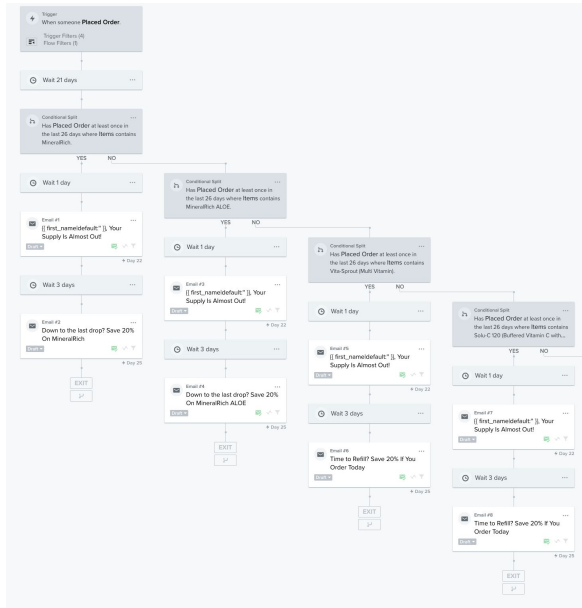 Trigger
When someone Placed Order.
Trigger Filters (4)
Flow Filters (1)
Wait 21 days
Conditional Split
Has Placed Order at least once in
the last 26 days where Items contains
MineralRich.
YES NO
Wait 1 day
Email #1
{{ first_name|default:'' }}, Your
Supply Is Almost Out!
Draft
Day 22
Wait 3 days
Email #2
Down to the last drop? Save 20%
On MineralRich
Draft
Day 25
EXIT
Conditional Split
Has Placed Order at least once in
the last 26 days where Items contains
MineralRich ALOE.
YES NO
Wait 1 day
Email #3
{{ first_name|default:'' }}, Your
Supply Is Almost Out!
Draft
Day 22
Wait 3 days
Email #4
Down to the last drop? Save 20%
On MineralRich ALOE
Draft
Day 25
EXIT
Conditional Split
Has Placed Order at least once in
the last 26 days where Items contains
Vita-Sprout (Multi Vitamin).
YES NO
Wait 1 day
Email #5
{{ first_name|default:'' }}, Your
Supply Is Almost Out!
Draft
Day 22
Wait 3 days
Email #6
Time to Refill? Save 20% If You
Order Today
Draft
Day 25
EXIT
Conditional Split
Has Placed Order at least once in
the last 26 days where Items contains
Solu-C 120 (Buffered Vitamin C with...
YES NO
Wait 1 day
Email #7
{{ first_name|default:'' }}, Your
Supply Is Almost Out!
Draft
Day 22
Wait 3 days
Email #8
Time to Refill? Save 20% If You
Order Today
Draft
Day 25
EXIT